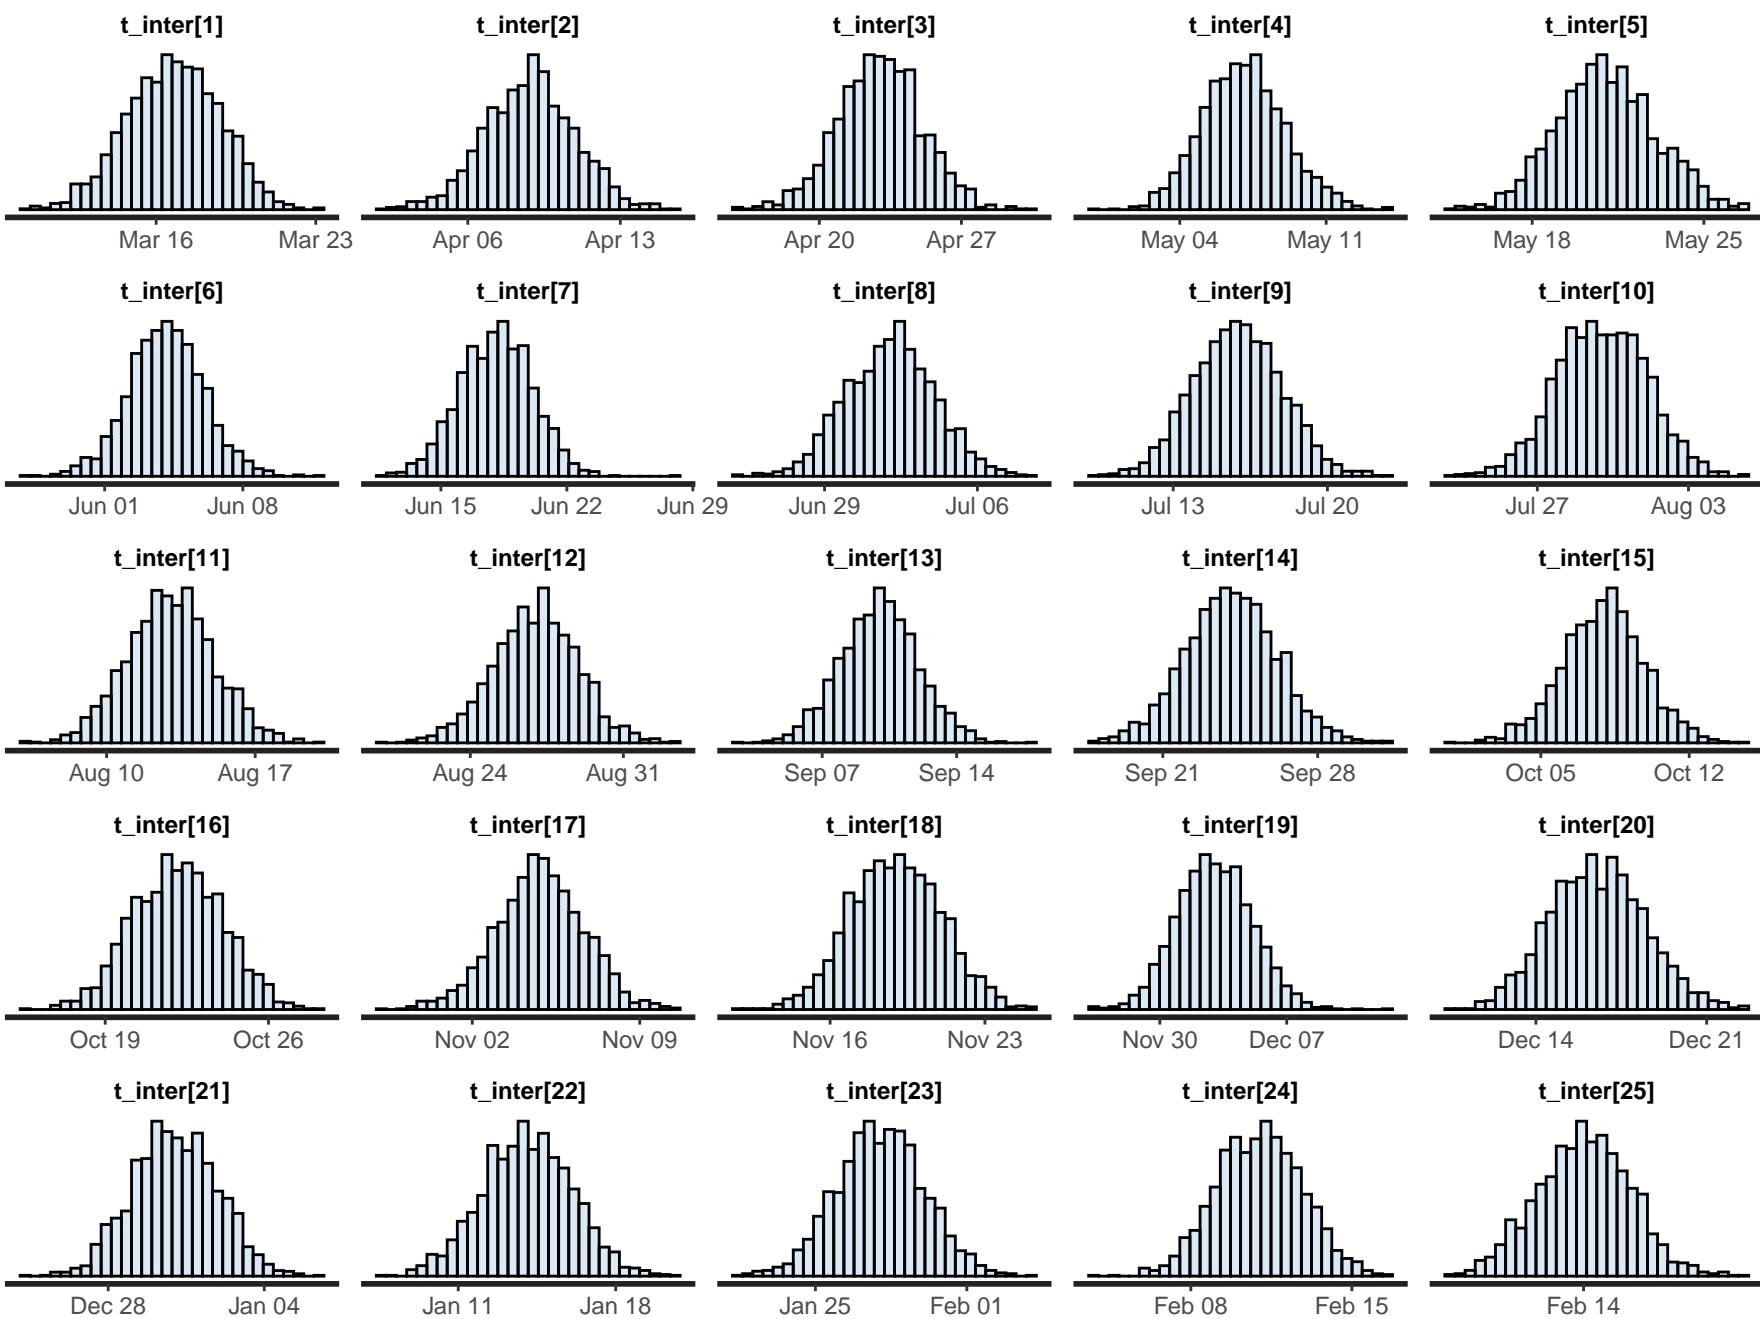 t_inter[1] t_inter[2] t_inter[3] t_inter[4] t_inter[5]
Mar 16 Mar 23 Apr 06 Apr 13 Apr 20 Apr 27 May 04 May 11 May 18 May 25
t_inter[6] t_inter[7] t_inter[8] t_inter[9] t_inter[10]
Jun 01 Jun 08 Jun 15 Jun 22 Jun 29 Jun 29 Jul 06 Jul 13 Jul 20 Jul 27 Aug 03
t_inter[11] t_inter[12] t_inter[13] t_inter[14] t_inter[15]
Aug 10 Aug 17 Aug 24 Aug 31 Sep 07 Sep 14 Sep 21 Sep 28 Oct 05 Oct 12
t_inter[16] t_inter[17] t_inter[18] t_inter[19] t_inter[20]
Oct 19 Oct 26 Nov 02 Nov 09 Nov 16 Nov 23 Nov 30 Dec 07 Dec 14 Dec 21
t_inter[21] t_inter[22] t_inter[23] t_inter[24] t_inter[25]
Dec 28 Jan 04 Jan 11 Jan 18 Jan 25 Feb 01 Feb 08 Feb 15 Feb 14